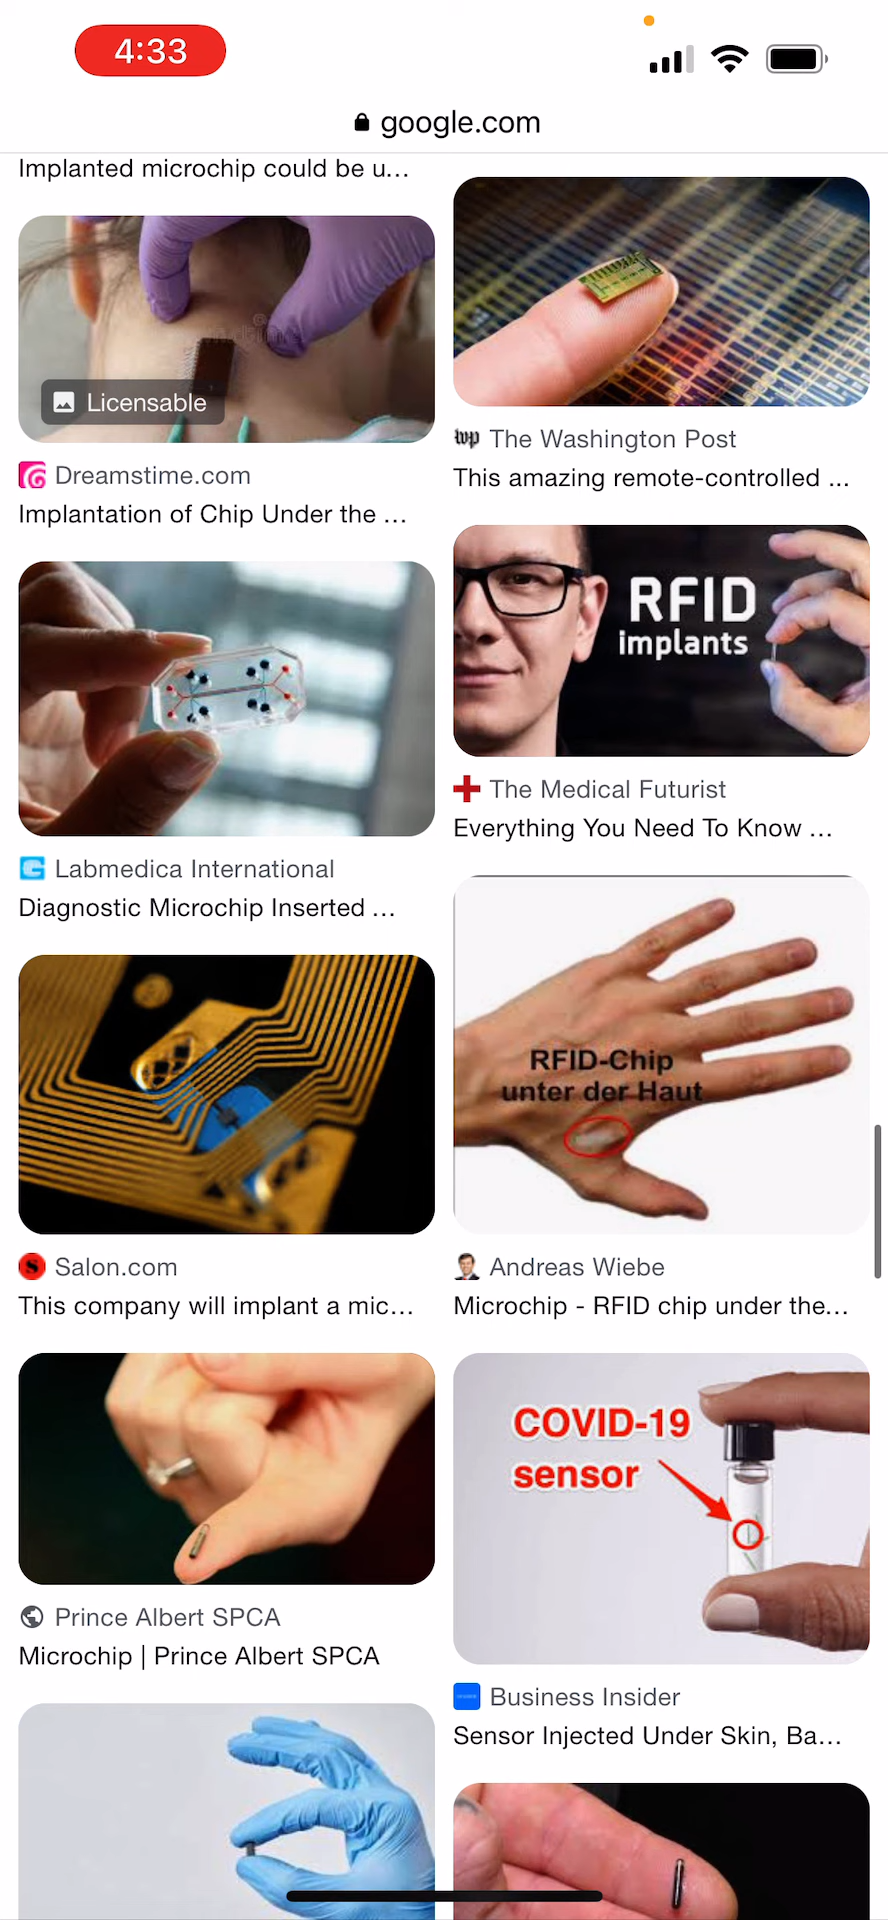 4:33
google.com
Implanted microchip could be u...
Licensable
Dreamstime.com
Implantation of Chip Under the ...
wp The Washington Post
This amazing remote-controlled ...
RFID
implants
Labmedica International
Diagnostic Microchip Inserted ...
The Medical Futurist
Everything You Need To Know ...
RFID-Chip
unter der Haut
S Salon.com
This company will implant a mic...
Andreas Wiebe
Microchip - RFID chip under the...
Prince Albert SPCA
Microchip | Prince Albert SPCA
COVID-19
sensor
Business Insider
Sensor Injected Under Skin, Ba...